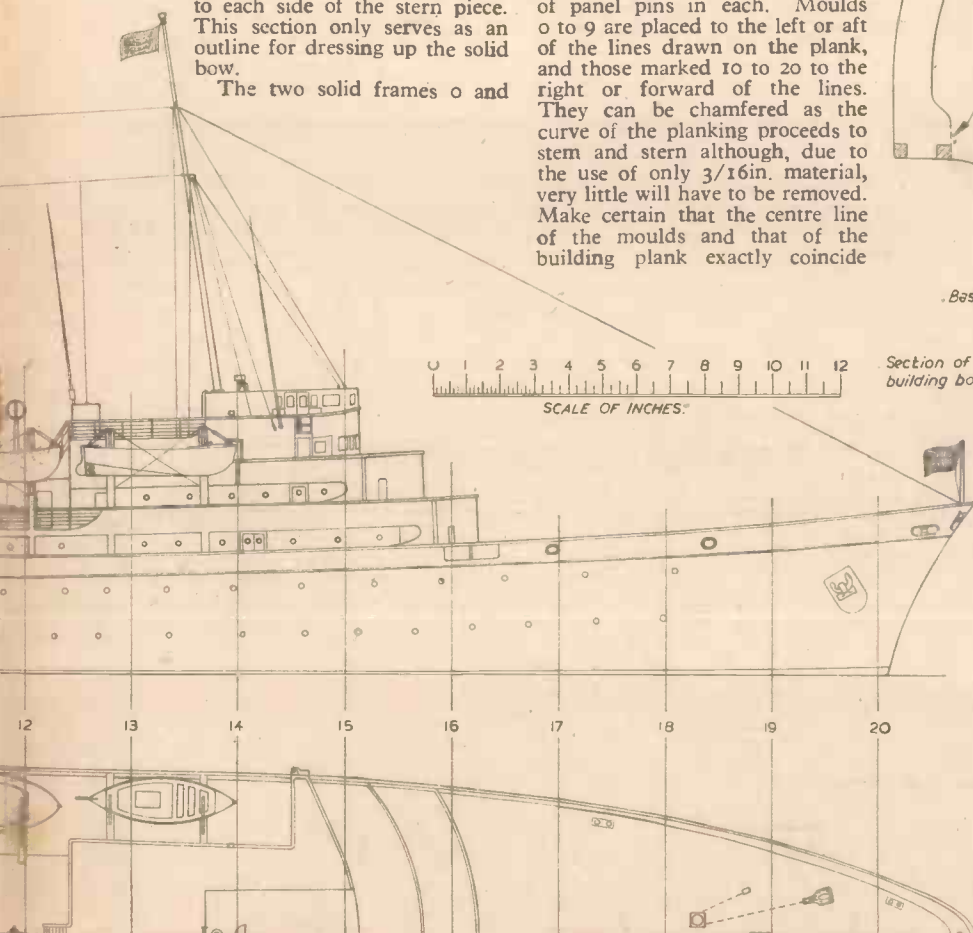 to each side of the stern piece.
This section only serves as an
outline for dressing up the solid
bow.
The two solid frames 0 and
of panel pins in each. Moulds
0 to 9 are placed to the left or aft
of the lines drawn on the plank,
and those marked 10 to 20 to the
right or forward of the lines.
They can be chamfered as the
curve of the planking proceeds to
stem and stern although, due to
the use of only 3/16in. material,
very little will have to be removed.
Make certain that the centre line
of the moulds and that of the
building plank exactly coincide
Section of
building
0 1 2 3 4 5 6 7 8 9 10 11 12
SCALE OF INCHES.
12 13 14 15 16 17 18 19 20